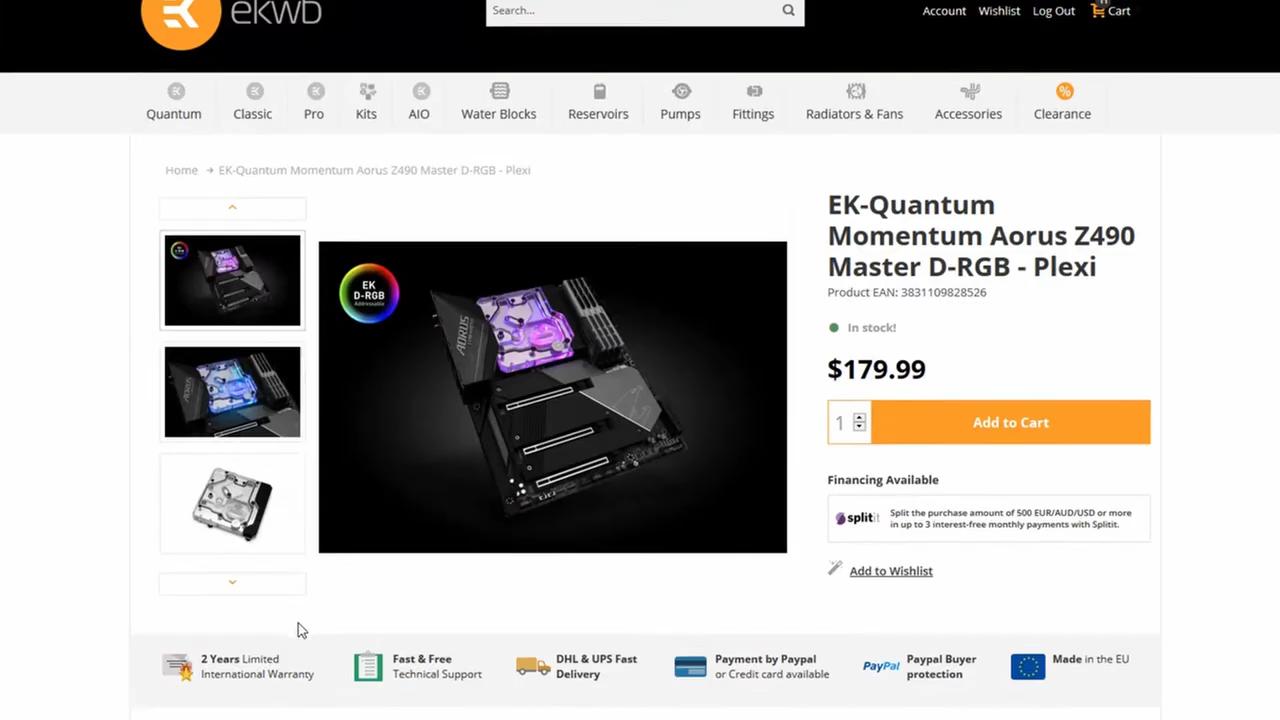 ekwb
Search...
Account
Wishlist
Log Out
Cart
Quantum
Classic
Pro
Kits
AIO
Water Blocks
Reservoirs
Pumps
Fittings
Radiators & Fans
Accessories
Clearance
Home → EK-Quantum Momentum Aorus Z490 Master D-RGB - Plexi
EK
D-RGB
Addressable
AORUS
EK-Quantum
Momentum Aorus Z490
Master D-RGB - Plexi
Product EAN: 3831109828526
In stock!
$179.99
1
Add to Cart
Financing Available
splitit
Split the purchase amount of 500 EUR/AUD/USD or more
in up to 3 interest-free monthly payments with Splitit.
Add to Wishlist
2 Years Limited
International Warranty
Fast & Free
Technical Support
DHL & UPS Fast
Delivery
Payment by Paypal
or Credit card available
PayPal
Paypal Buyer
protection
Made in the EU